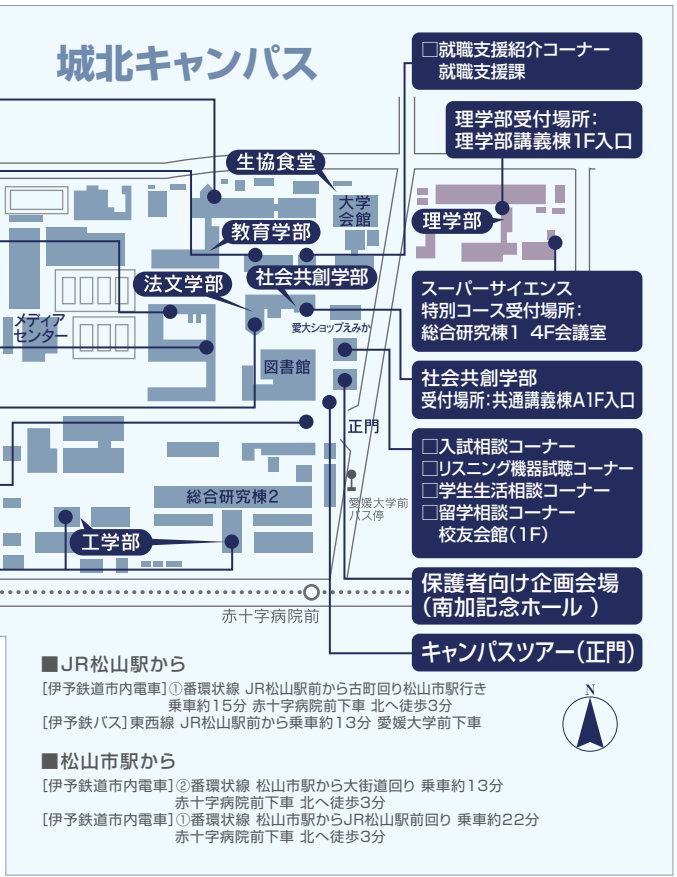 城北キャンパス
□就職支援紹介コーナー
就職支援課
理学部受付場所：
理学部講義棟1F入口
生協食堂
大学
会館
理学部
教育学部
法文学部
社会共創学部
スーパーサイエンス
特別コース受付場所：
総合研究棟1 4F会議室
メディア
センター
愛大ショップえみか
図書館
社会共創学部
受付場所：共通講義棟A1F入口
正門
□入試相談コーナー
□リスニング機器試聴コーナー
□学生生活相談コーナー
□留学相談コーナー
校友会館（1F）
総合研究棟2
愛媛大学前
バス停
工学部
保護者向け企画会場
（南加記念ホール ）
赤十字病院前
キャンパスツアー（正門）
■JR松山駅から
［伊予鉄道市内電車］①番環状線 JR松山駅前から古町回り松山市駅行き
乗車約15分 赤十字病院前下車 北へ徒歩3分
［伊予鉄バス］東西線 JR松山駅前から乗車約13分 愛媛大学前下車
N
■松山市駅から
［伊予鉄道市内電車］②番環状線 松山市駅から大街道回り 乗車約13分
赤十字病院前下車 北へ徒歩3分
［伊予鉄道市内電車］①番環状線 松山市駅からJR松山駅前回り 乗車約22分
赤十字病院前下車 北へ徒歩3分